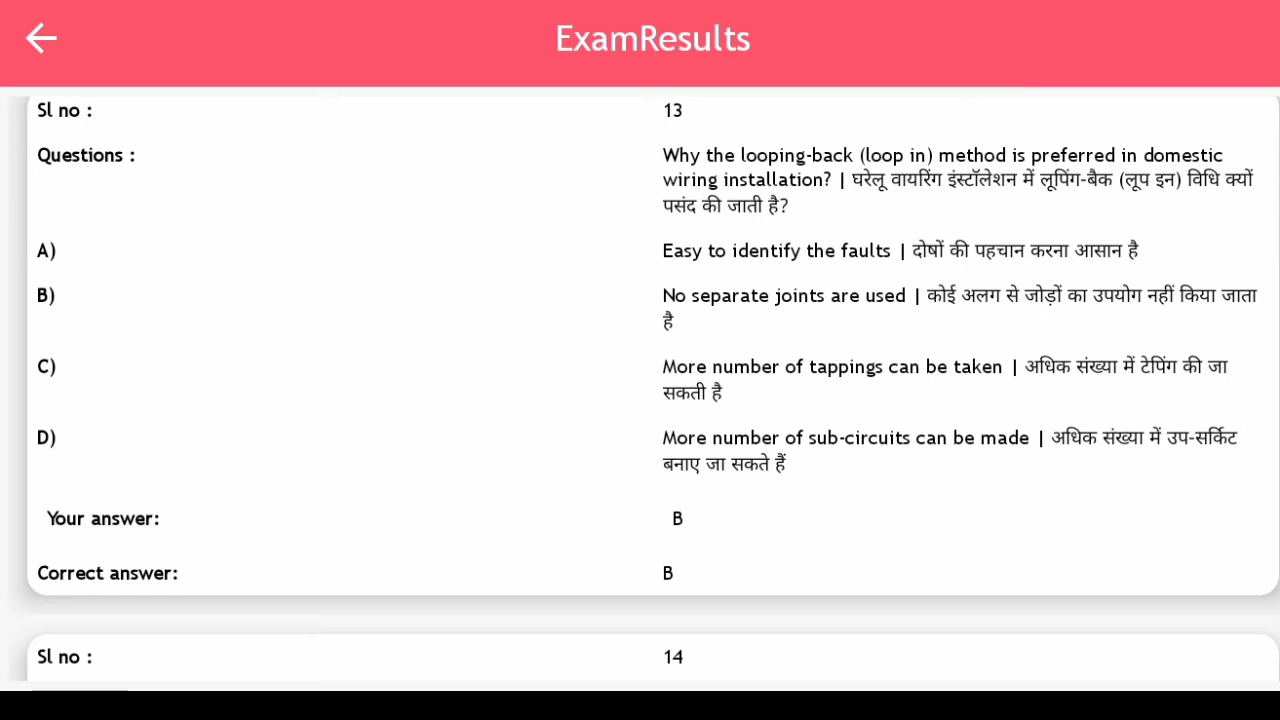 ExamResults
Sl no :
13
Questions :
Why the looping-back (loop in) method is preferred in domestic
wiring installation? | घरेलू वायरिंग इंस्टॉलेशन में लूपिंग-बैक (लूप इन) विधि क्यों
पसंद की जाती है?
A)
Easy to identify the faults | दोषों की पहचान करना आसान है
B)
No separate joints are used | कोई अलग से जोड़ों का उपयोग नहीं किया जाता
है
C)
More number of tappings can be taken | अधिक संख्या में टेपिंग की जा
सकती है
D)
More number of sub-circuits can be made | अधिक संख्या में उप-सर्किट
बनाए जा सकते हैं
Your answer:
B
Correct answer:
B
Sl no :
14